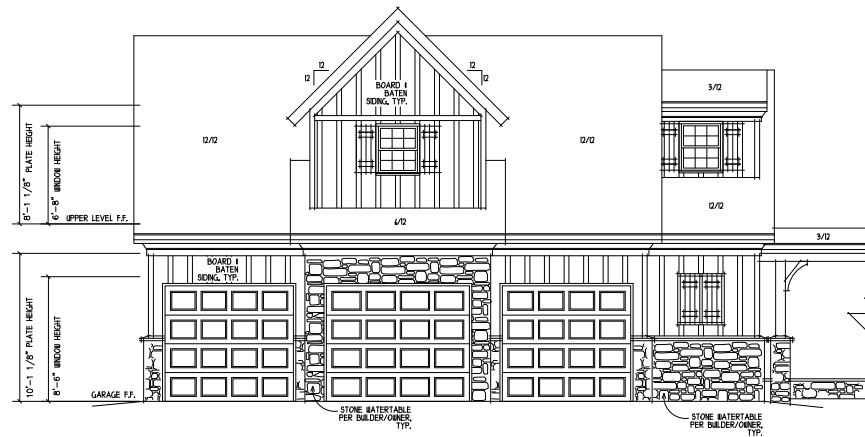 12
12
12
12
BOARD &
BATEN
SIDING, TYP.
3/12
12/12
12/12
8'-1 1/8" PLATE HEIGHT
6'-8" WINDOW HEIGHT
UPPER LEVEL F.F.
6/12
12/12
3/12
BOARD &
BATEN
SIDING, TYP.
10'-1 1/8" PLATE HEIGHT
8'-6" WINDOW HEIGHT
GARAGE F.F.
STONE WATERTABLE
PER BUILDER/OWNER,
TYP.
STONE WATERTABLE
PER BUILDER/OWNER,
TYP.